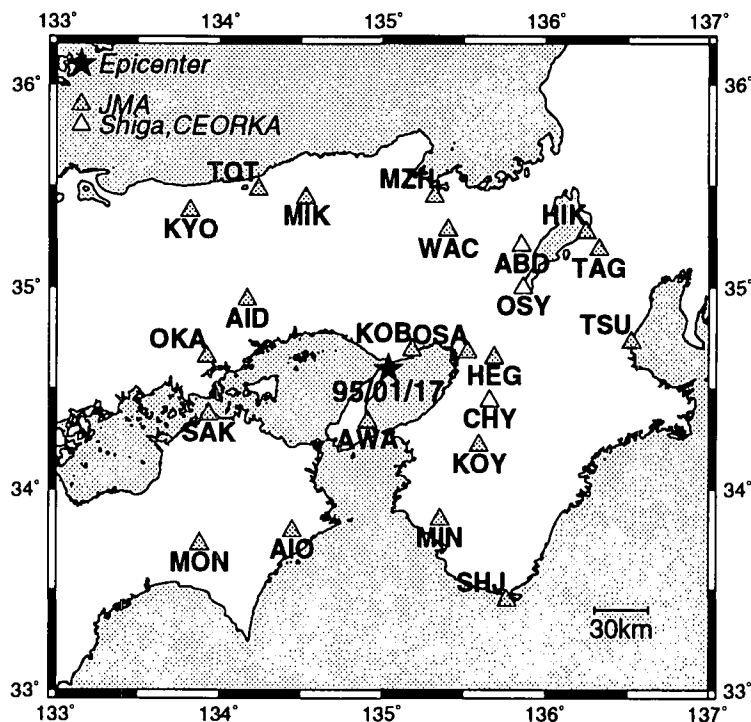 133° 134° 135° 136° 137°
36° 36°
Epicenter
JMA
Shiga,CEORKA
TOT MZH
KYO MIK WAC HIK
ABD TAG
35° 35°
OSY
AID TSU
OKA KOB OSA
HEG
95/01/17
SAK AWA CHY
KOY
34° 34°
MON AIO MIN
SHJ
30km
33° 33°
133° 134° 135° 136° 137°